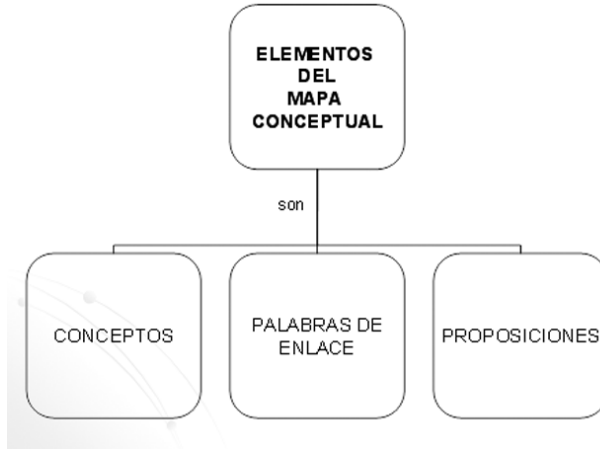 ELEMENTOS
DEL
MAPA
CONCEPTUAL
son
CONCEPTOS
PALABRAS DE
ENLACE
PROPOSICIONES